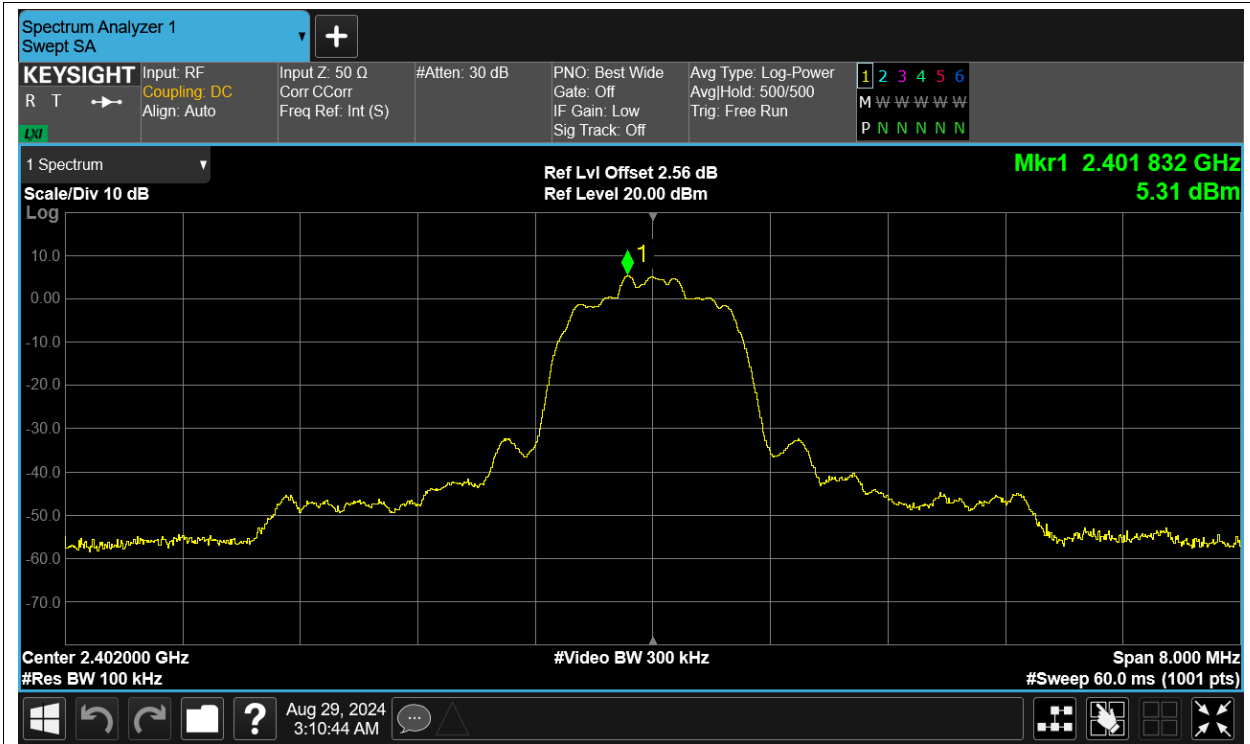 Spectrum Analyzer 1
Swept SA
+
KEYSIGHT
R T
LXI
Input: RF
Coupling: DC
Align: Auto
Input Z: 50 Ω
Corr CCorr
Freq Ref: Int (S)
#Atten: 30 dB
PNO: Best Wide
Gate: Off
IF Gain: Low
Sig Track: Off
Avg Type: Log-Power
Avg|Hold: 500/500
Trig: Free Run
1 2 3 4 5 6
M W W W W W
P N N N N N
1 Spectrum
Scale/Div 10 dB
Log
Ref Lvl Offset 2.56 dB
Ref Level 20.00 dBm
Mkr1 2.401 832 GHz
5.31 dBm
1
10.0
0.00
-10.0
-20.0
-30.0
-40.0
-50.0
-60.0
-70.0
Center 2.402000 GHz
#Res BW 100 kHz
#Video BW 300 kHz
Span 8.000 MHz
#Sweep 60.0 ms (1001 pts)
?
Aug 29, 2024
3:10:44 AM